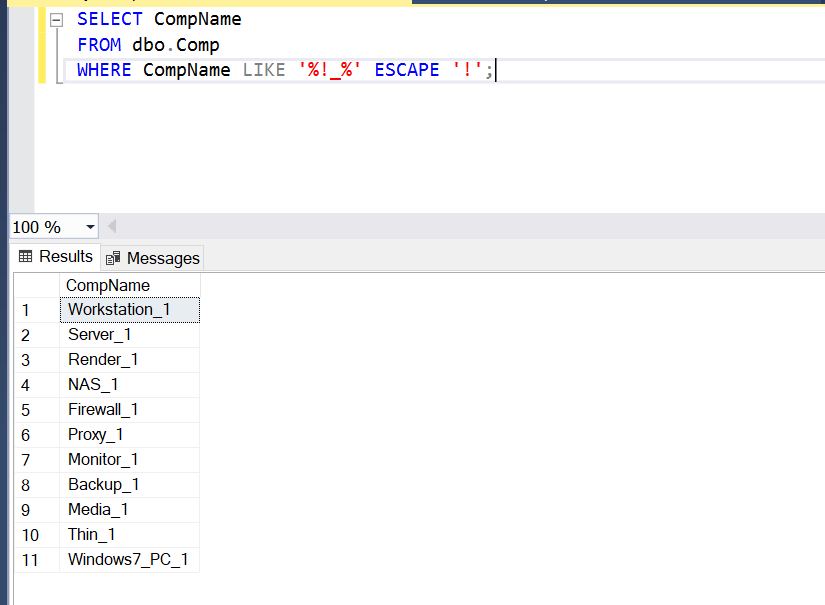 SELECT CompName
FROM dbo.Comp
WHERE CompName LIKE '%!_%' ESCAPE '!';
100 %
Results Messages
CompName
1 Workstation_1
2 Server_1
3 Render_1
4 NAS_1
5 Firewall_1
6 Proxy_1
7 Monitor_1
8 Backup_1
9 Media_1
10 Thin_1
11 Windows7_PC_1